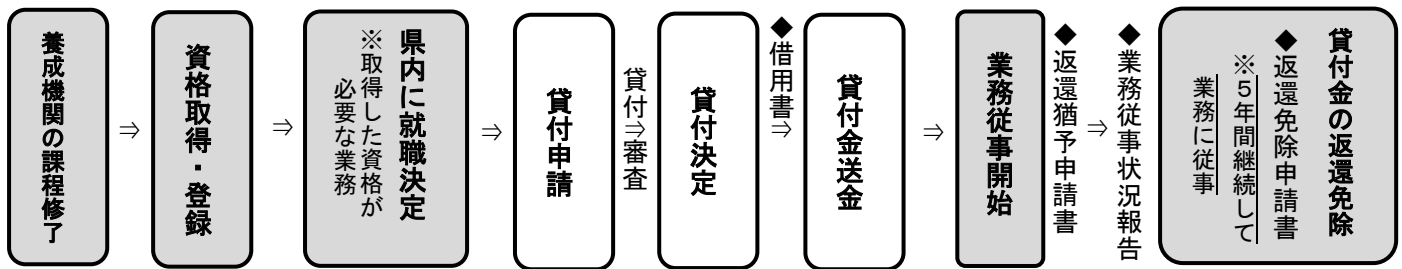 養成機関の課程修了
⇒
資格取得・登録
⇒
県内に就職決定
※取得した資格が
必要な業務
⇒
貸付申請
貸付⇒審査
貸付決定
◆借用書⇒
貸付金送金
⇒
業務従事開始
◆返還猶予申請書
⇒
◆業務従事状況報告
貸付金の返還免除
◆返還免除申請書
※5年間継続して
業務に従事